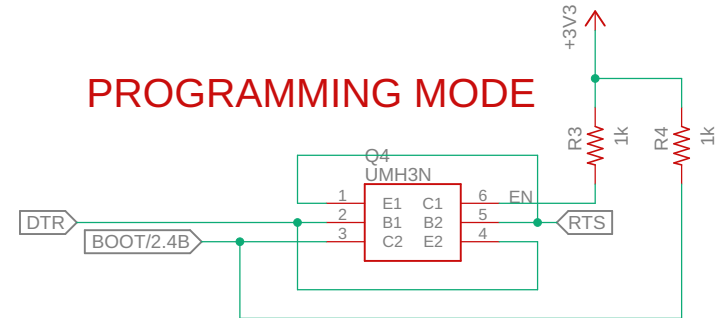 +3V3
PROGRAMMING MODE
R3
1k
R4
1k
Q4
UMH3N
1
E1
C1
6
EN
DTR
2
B1
B2
5
RTS
BOOT/2.4B
3
C2
E2
4